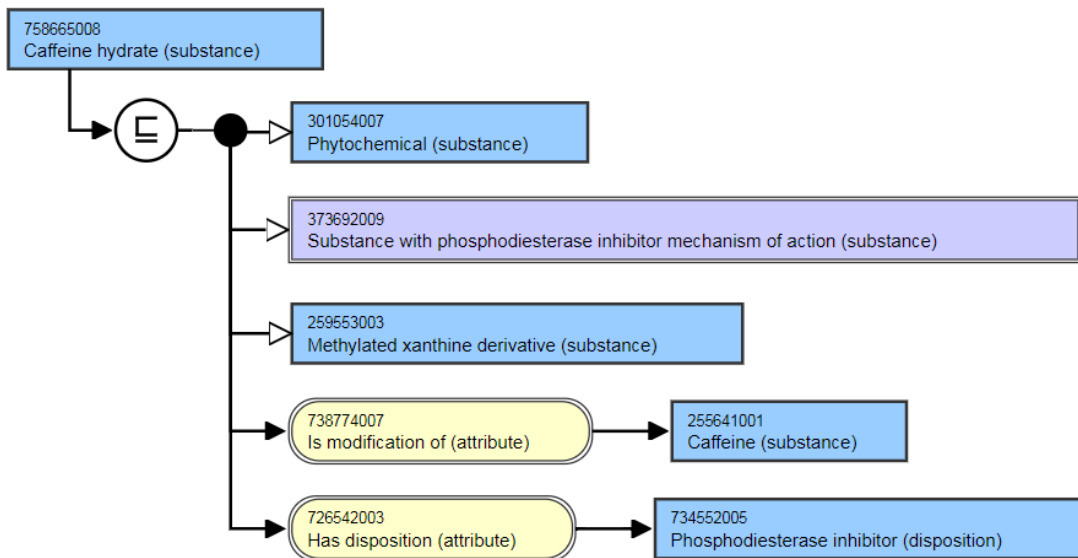 758665008
Caffeine hydrate (substance)
⊑
301054007
Phytochemical (substance)
373692009
Substance with phosphodiesterase inhibitor mechanism of action (substance)
259553003
Methylated xanthine derivative (substance)
738774007
Is modification of (attribute)
255641001
Caffeine (substance)
726542003
Has disposition (attribute)
734552005
Phosphodiesterase inhibitor (disposition)